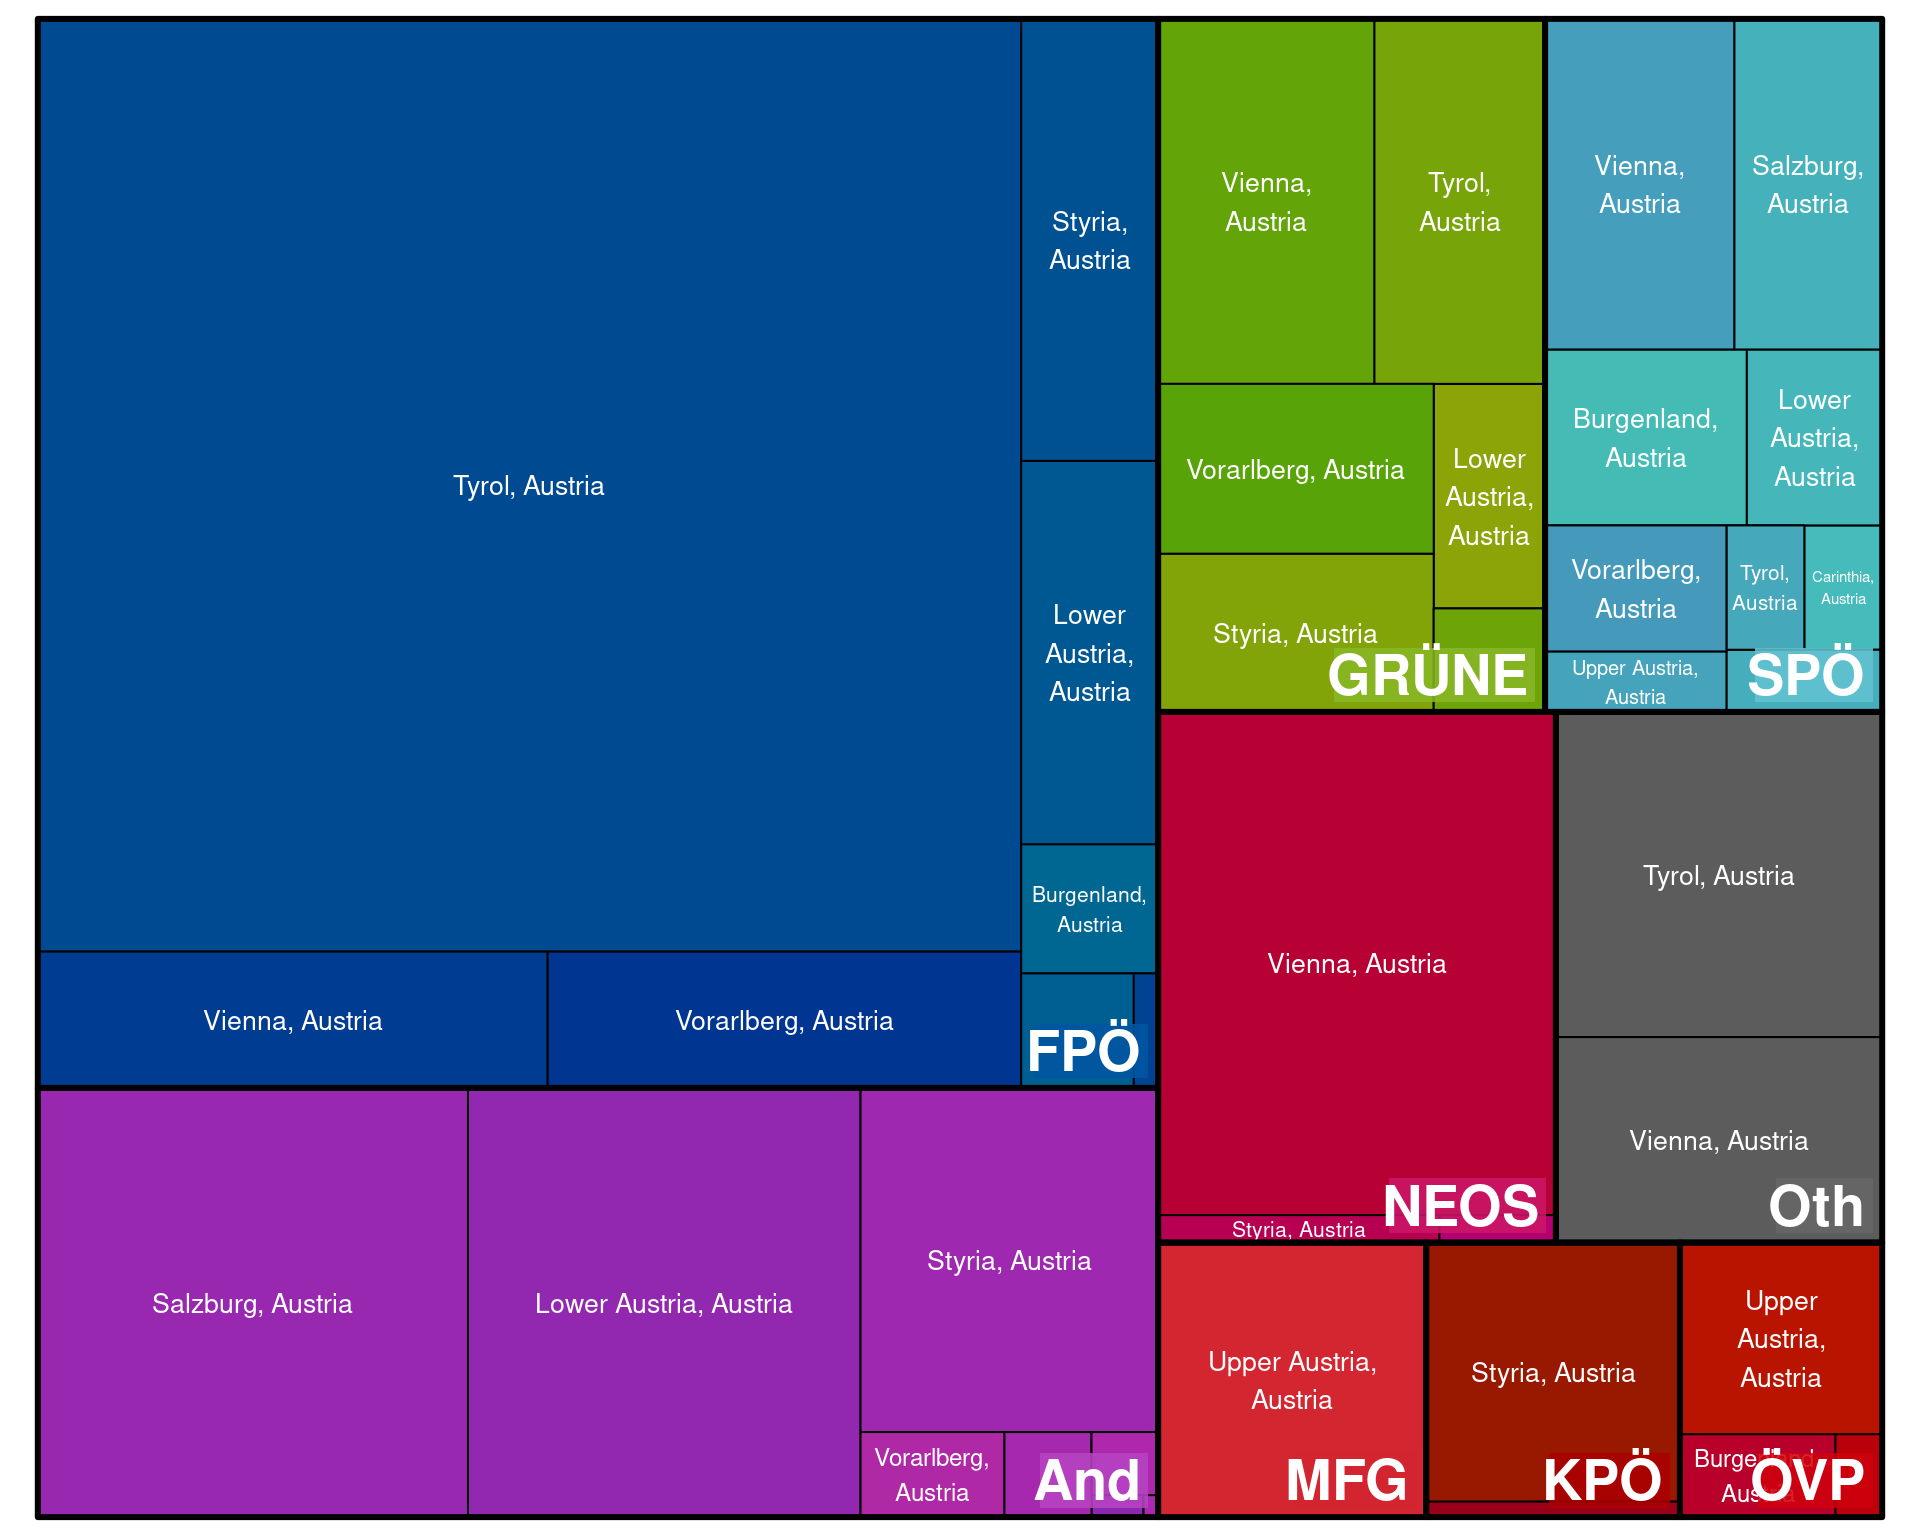 Tyrol, Austria
Styria,
Austria
Lower
Austria,
Austria
Burgenland,
Austria
Vienna, Austria
Vorarlberg, Austria
FPÖ
Salzburg, Austria
Lower Austria, Austria
Styria, Austria
Vorarlberg,
Austria
And
Vienna,
Austria
Tyrol,
Austria
Vorarlberg, Austria
Lower
Austria,
Austria
Styria, Austria
GRÜNE
Vienna,
Austria
Salzburg,
Austria
Burgenland,
Austria
Lower
Austria,
Austria
Vorarlberg,
Austria
Tyrol,
Austria
Carinthia,
Austria
Upper Austria,
Austria
SPÖ
Vienna, Austria
Styria, Austria
NEOS
Tyrol, Austria
Vienna, Austria
Oth
Upper Austria,
Austria
MFG
Styria, Austria
KPÖ
Upper
Austria,
Austria
Burgenland,
Austria
ÖVP